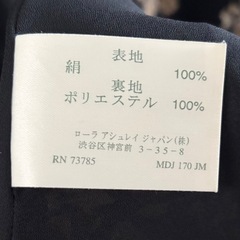 表地
絹 100%
裏地
ポリエステル 100%
ローラ アシュレイ ジャパン(株)
渋谷区神宮前 3-35-8
RN 73785 MDJ 170 JM